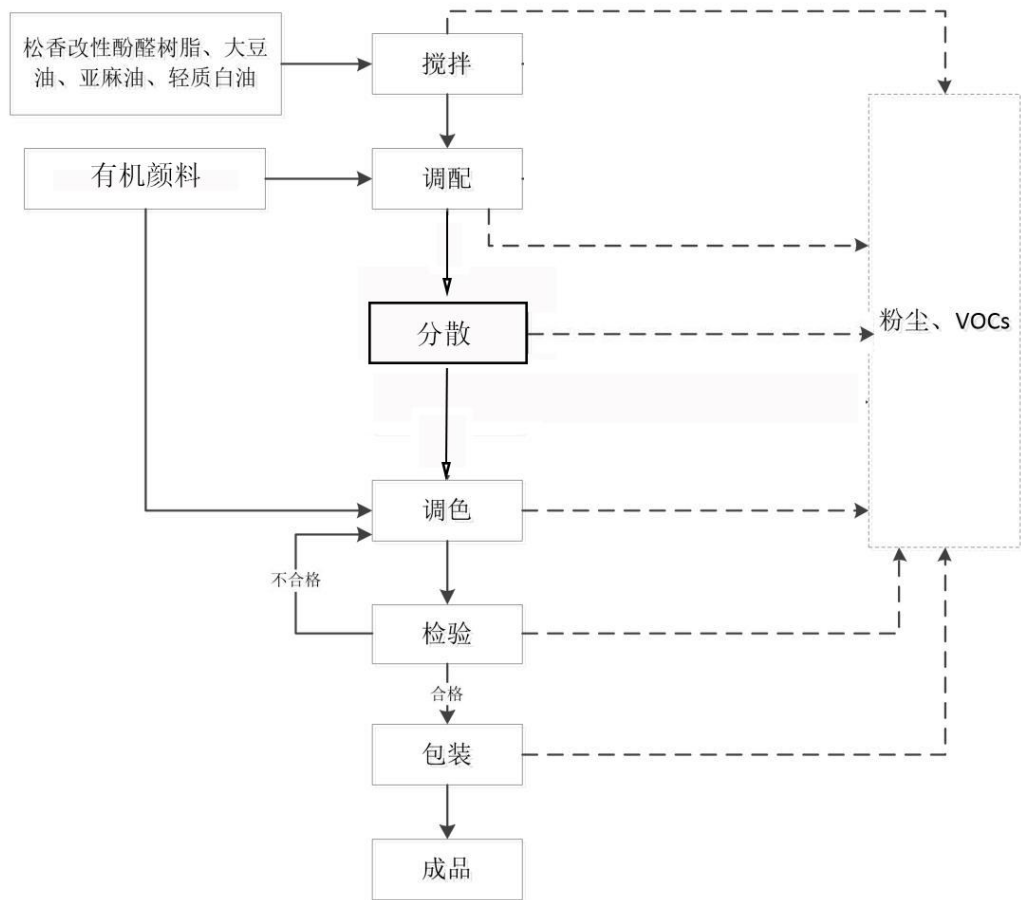 松香改性酚醛树脂、大豆
油、亚麻油、轻质白油
搅拌
有机颜料
调配
分散
粉尘、VOCs
调色
不合格
检验
合格
包装
成品